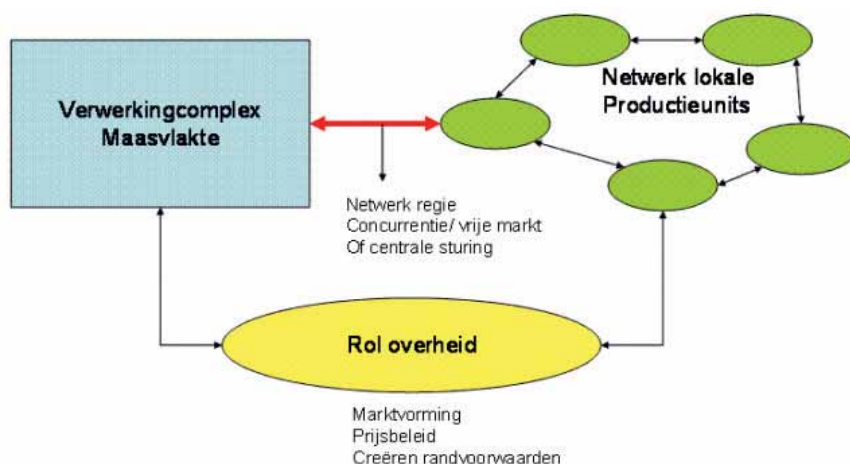 Verwerkingcomplex
Maasvlakte
Netwerk lokale
Productieunits
Netwerk regie
Concurrentie/ vrije markt
Of centrale sturing
Rol overheid
Marktvorming
Prijsbeleid
Creëren randvoorwaarden